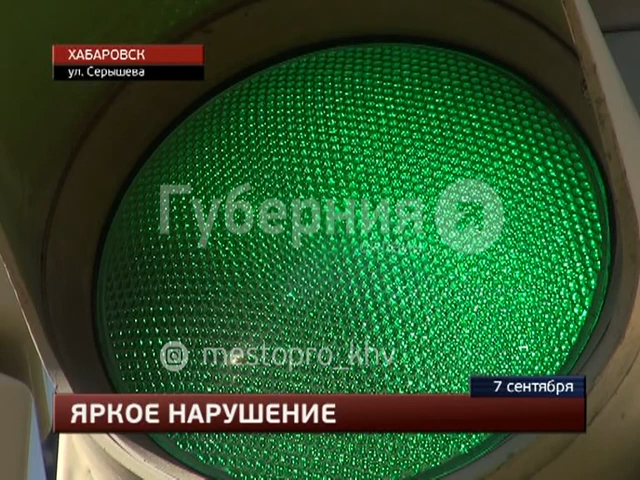 ХАБАРОВСК
ул. Серышева
Губерния
mestopro_khv
7 сентября
ЯРКОЕ НАРУШЕНИЕ